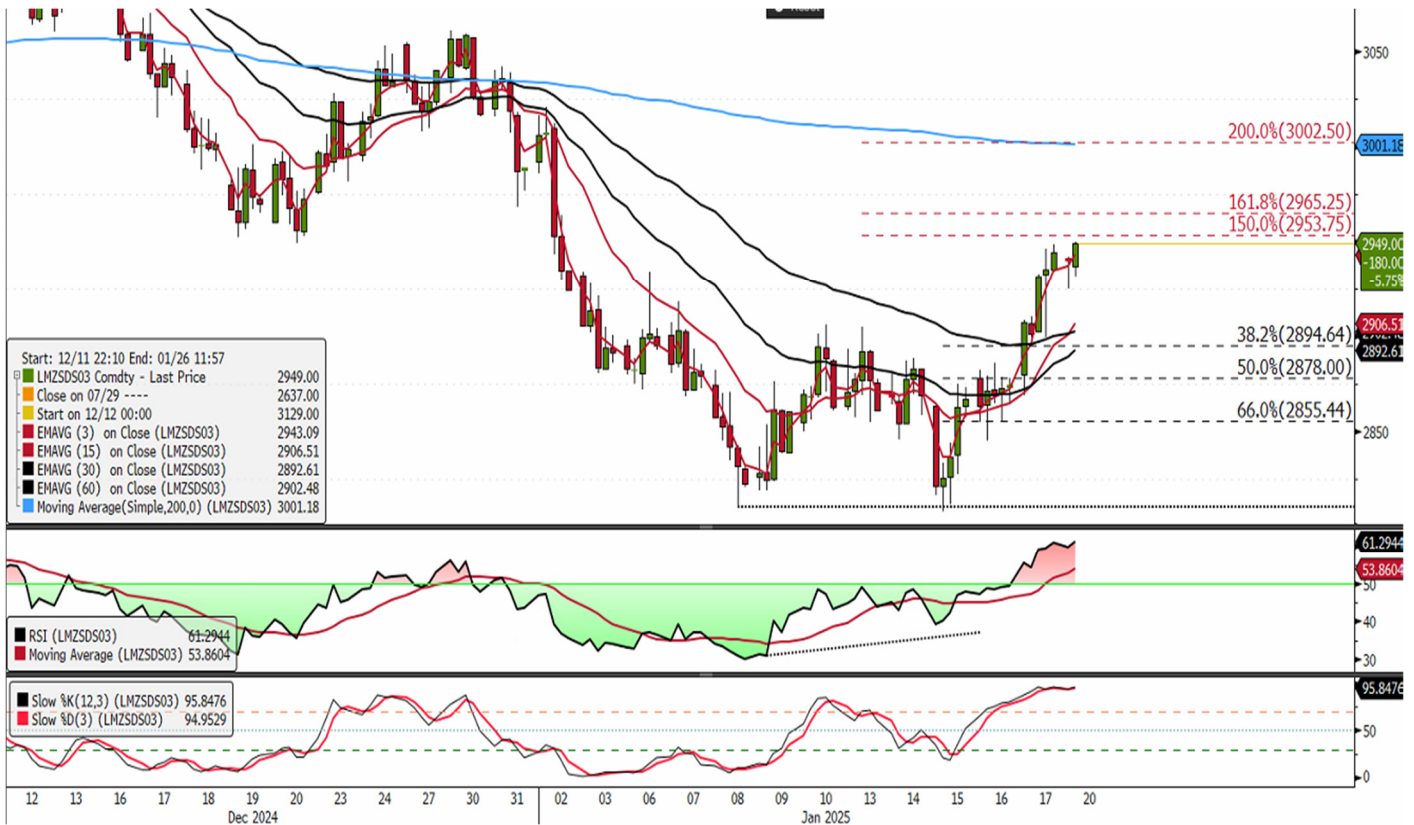 3050
200.0%(3002.50)
3001.18
161.8%(2965.25)
150.0%(2953.75)
2949.00
-180.00
-5.75%
2906.51
38.2%(2894.64)
2892.61
50.0%(2878.00)
66.0%(2855.44)
2850
Start: 12/11 22:10 End: 01/26 11:57
LMZSDS03 Comdty - Last Price 2949.00
Close on 07/29 ---- 2637.00
Start on 12/12 00:00 3129.00
EMAVG (3) on Close (LMZSDS03) 2943.09
EMAVG (15) on Close (LMZSDS03) 2906.51
EMAVG (30) on Close (LMZSDS03) 2892.61
EMAVG (60) on Close (LMZSDS03) 2902.48
Moving Average(Simple,200,0) (LMZSDS03) 3001.18
61.2944
53.8604
50
40
30
RSI (LMZSDS03) 61.2944
Moving Average (LMZSDS03) 53.8604
95.8476
50
0
Slow %K(12,3) (LMZSDS03) 95.8476
Slow %D(3) (LMZSDS03) 94.9529
12 13 16 17 18 19 20 23 24 27 30 31 02 03 06 07 08 09 10 13 14 15 16 17 20
Dec 2024 Jan 2025